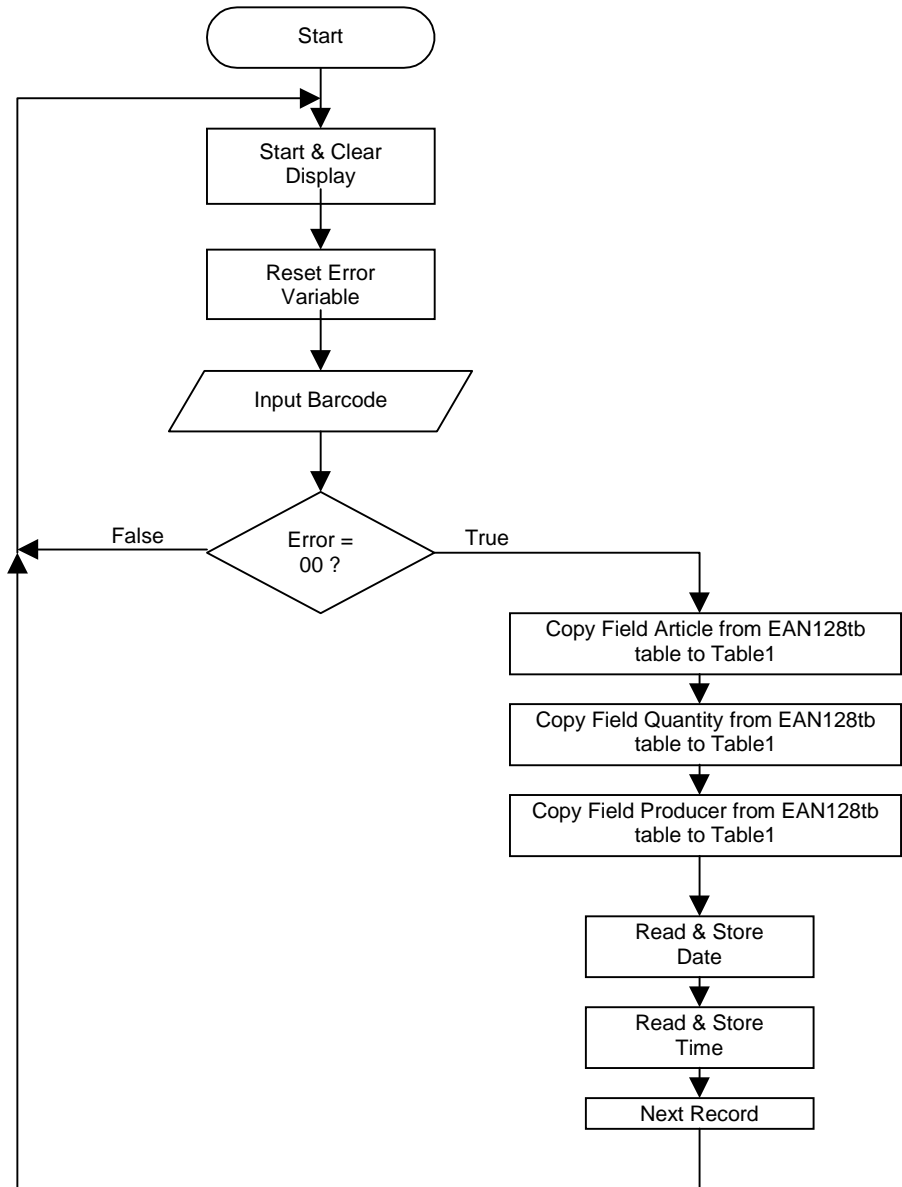 Start
Start & Clear
Display
Reset Error
Variable
Input Barcode
False
Error =
00 ?
True
Copy Field Article from EAN128tb
table to Table1
Copy Field Quantity from EAN128tb
table to Table1
Copy Field Producer from EAN128tb
table to Table1
Read & Store
Date
Read & Store
Time
Next Record